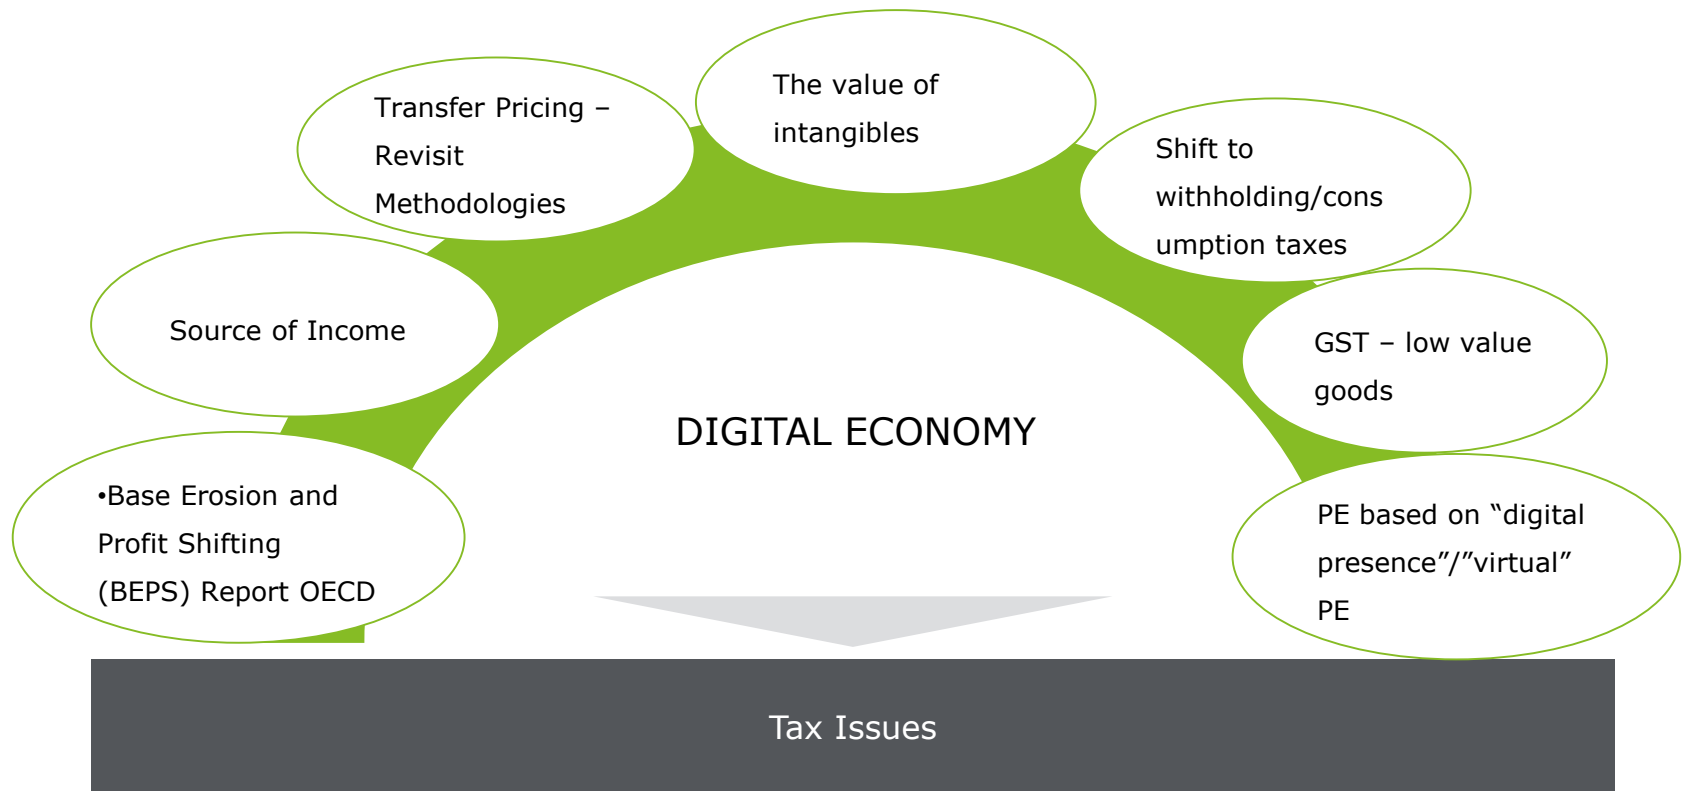 The value of
intangibles
Transfer Pricing –
Revisit
Methodologies
Shift to
withholding/cons
umption taxes
Source of Income
GST – low value
goods
DIGITAL ECONOMY
•Base Erosion and
Profit Shifting
(BEPS) Report OECD
PE based on “digital
presence”/”virtual”
PE
Tax Issues